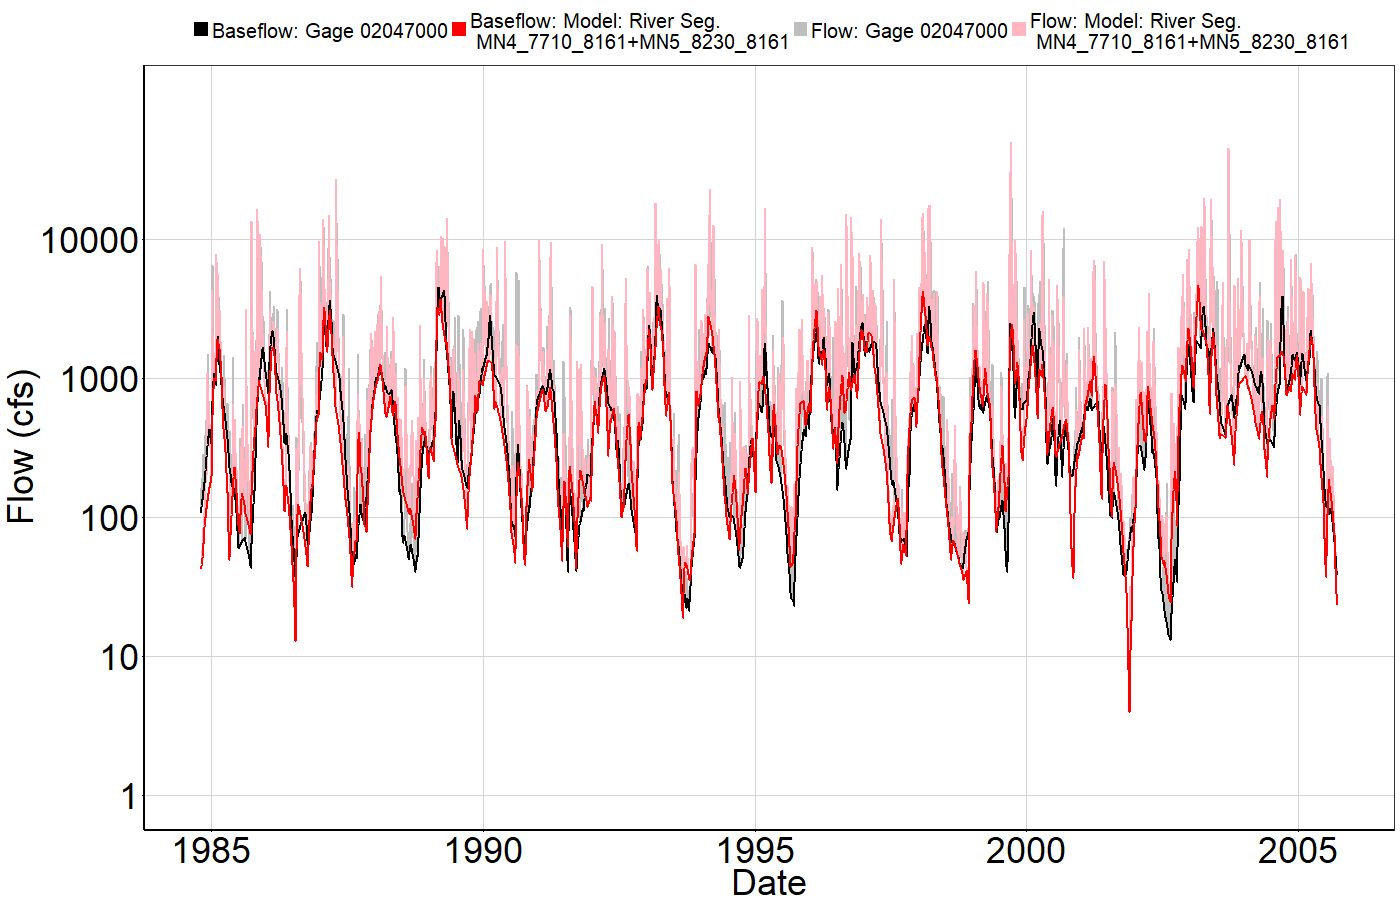 Baseflow: Gage 02047000
Baseflow: Model: River Seg.
MN4_7710_8161+MN5_8230_8161
Flow: Gage 02047000
Flow: Model: River Seg.
MN4_7710_8161+MN5_8230_8161
Flow (cfs)
10000
1000
100
10
1
1985
1990
1995
2000
2005
Date